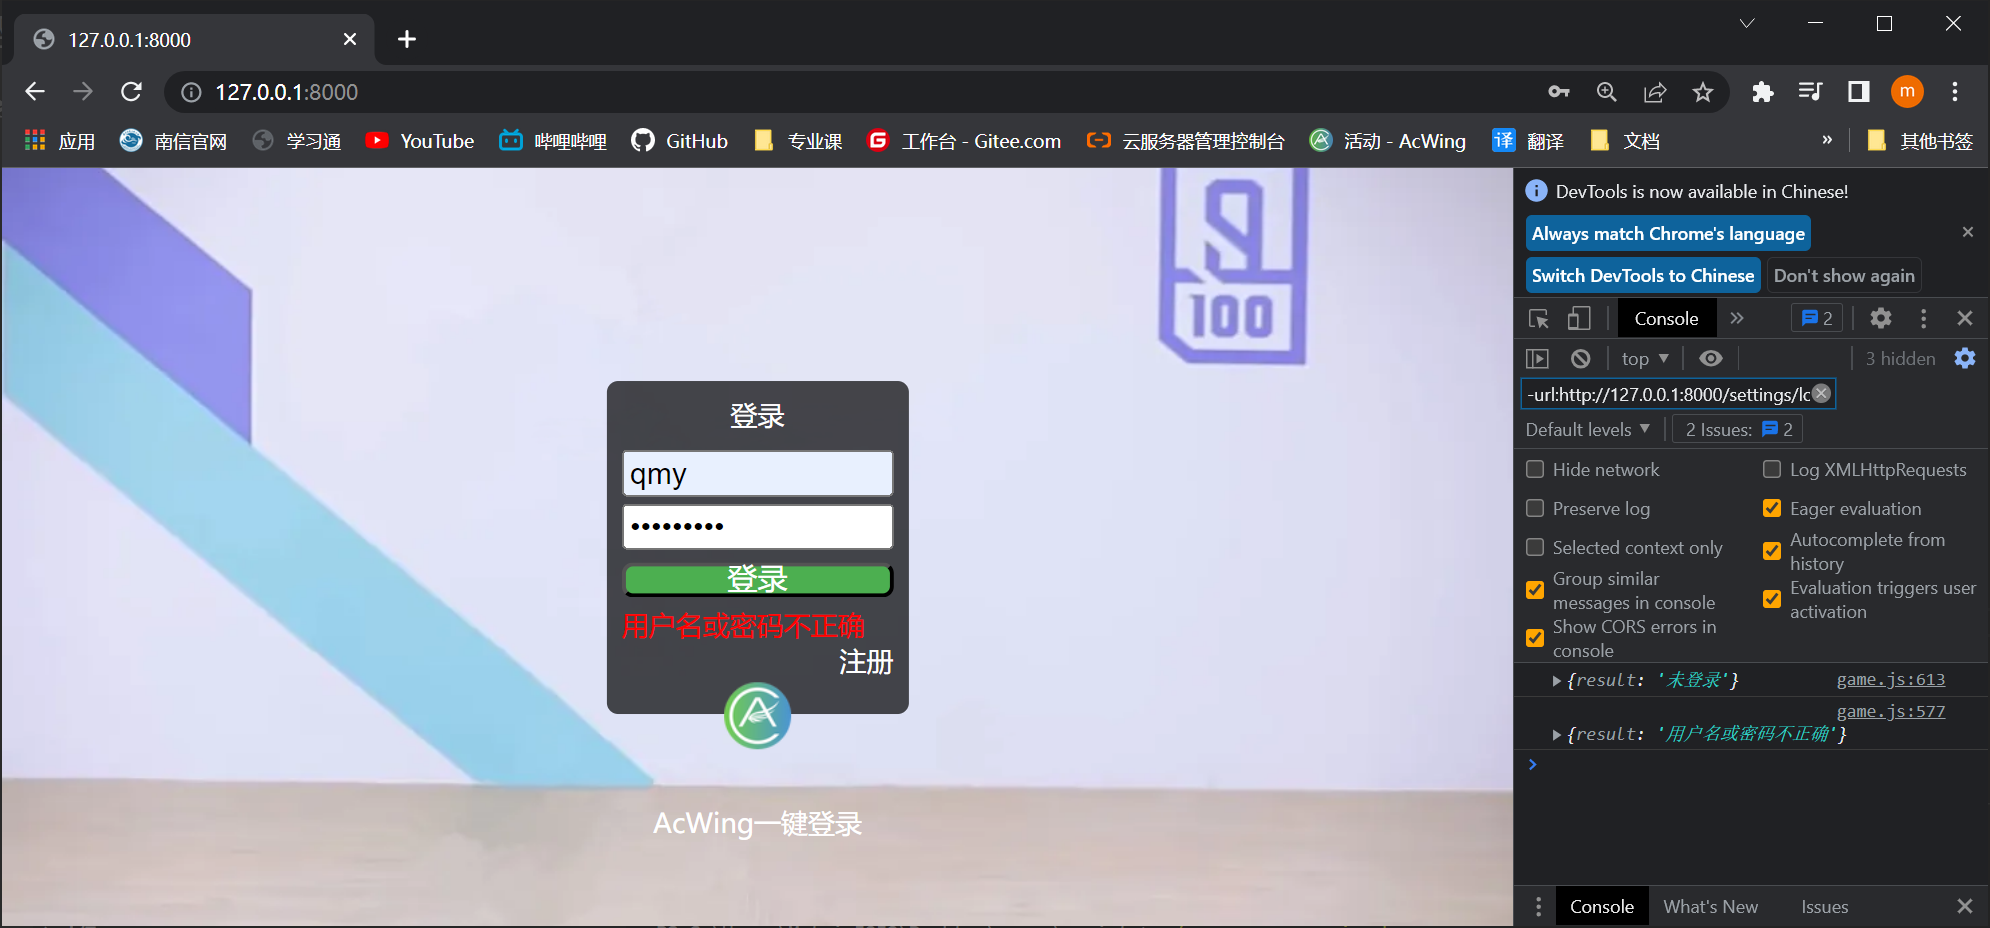 127.0.0.1:8000
127.0.0.1:8000
m
应用 南信官网 学习通 YouTube 哔哩哔哩 GitHub 专业课 工作台 - Gitee.com 云服务器管理控制台 活动 - AcWing 译 翻译 文档 » 其他书签
9
100
登录
qmy
•••••••••
登录
用户名或密码不正确
注册
AcWing一键登录
DevTools is now available in Chinese!
Always match Chrome's language
Switch DevTools to Chinese Don't show again
Console » 2
top 3 hidden
-url:http://127.0.0.1:8000/settings/lo
Default levels 2 Issues: 2
Hide network Log XMLHttpRequests
Preserve log Eager evaluation
Selected context only Autocomplete from
history
Group similar
messages in console
Evaluation triggers user
activation
Show CORS errors in
console
{result: '未登录'} game.js:613
game.js:577
{result: '用户名或密码不正确'}
Console What's New Issues